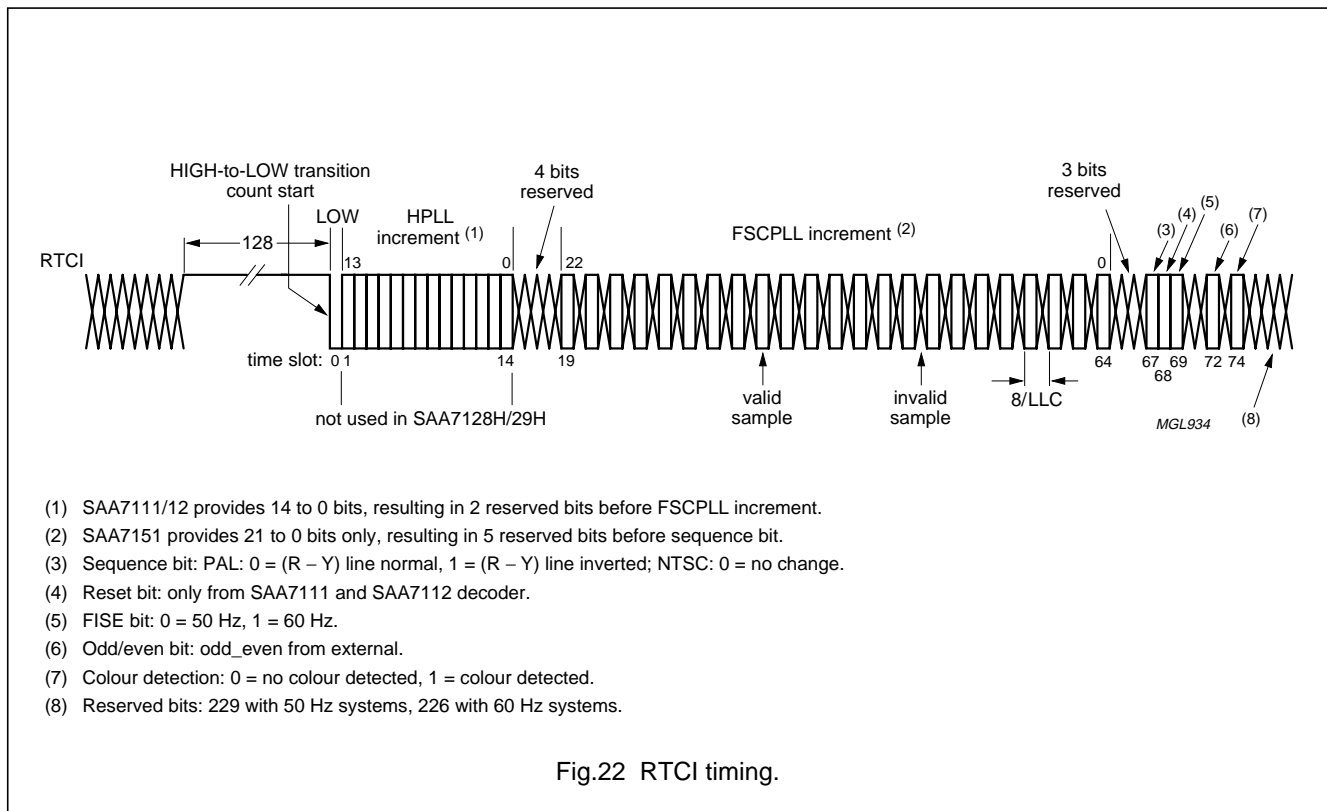 HIGH-to-LOW transition
count start
4 bits
reserved
3 bits
reserved
(5)
(4)
(7)
(3)
(6)
LOW
HPLL
increment (1)
FSCPLL increment (2)
128
RTCI
13
0
22
0
time slot:
0 1
14
19
64
67
69
72
74
68
not used in SAA7128H/29H
valid
sample
invalid
sample
8/LLC
MGL934
(8)
(1) SAA7111/12 provides 14 to 0 bits, resulting in 2 reserved bits before FSCPLL increment.
(2) SAA7151 provides 21 to 0 bits only, resulting in 5 reserved bits before sequence bit.
(3) Sequence bit: PAL: 0 = (R − Y) line normal, 1 = (R − Y) line inverted; NTSC: 0 = no change.
(4) Reset bit: only from SAA7111 and SAA7112 decoder.
(5) FISE bit: 0 = 50 Hz, 1 = 60 Hz.
(6) Odd/even bit: odd_even from external.
(7) Colour detection: 0 = no colour detected, 1 = colour detected.
(8) Reserved bits: 229 with 50 Hz systems, 226 with 60 Hz systems.
Fig.22 RTCI timing.